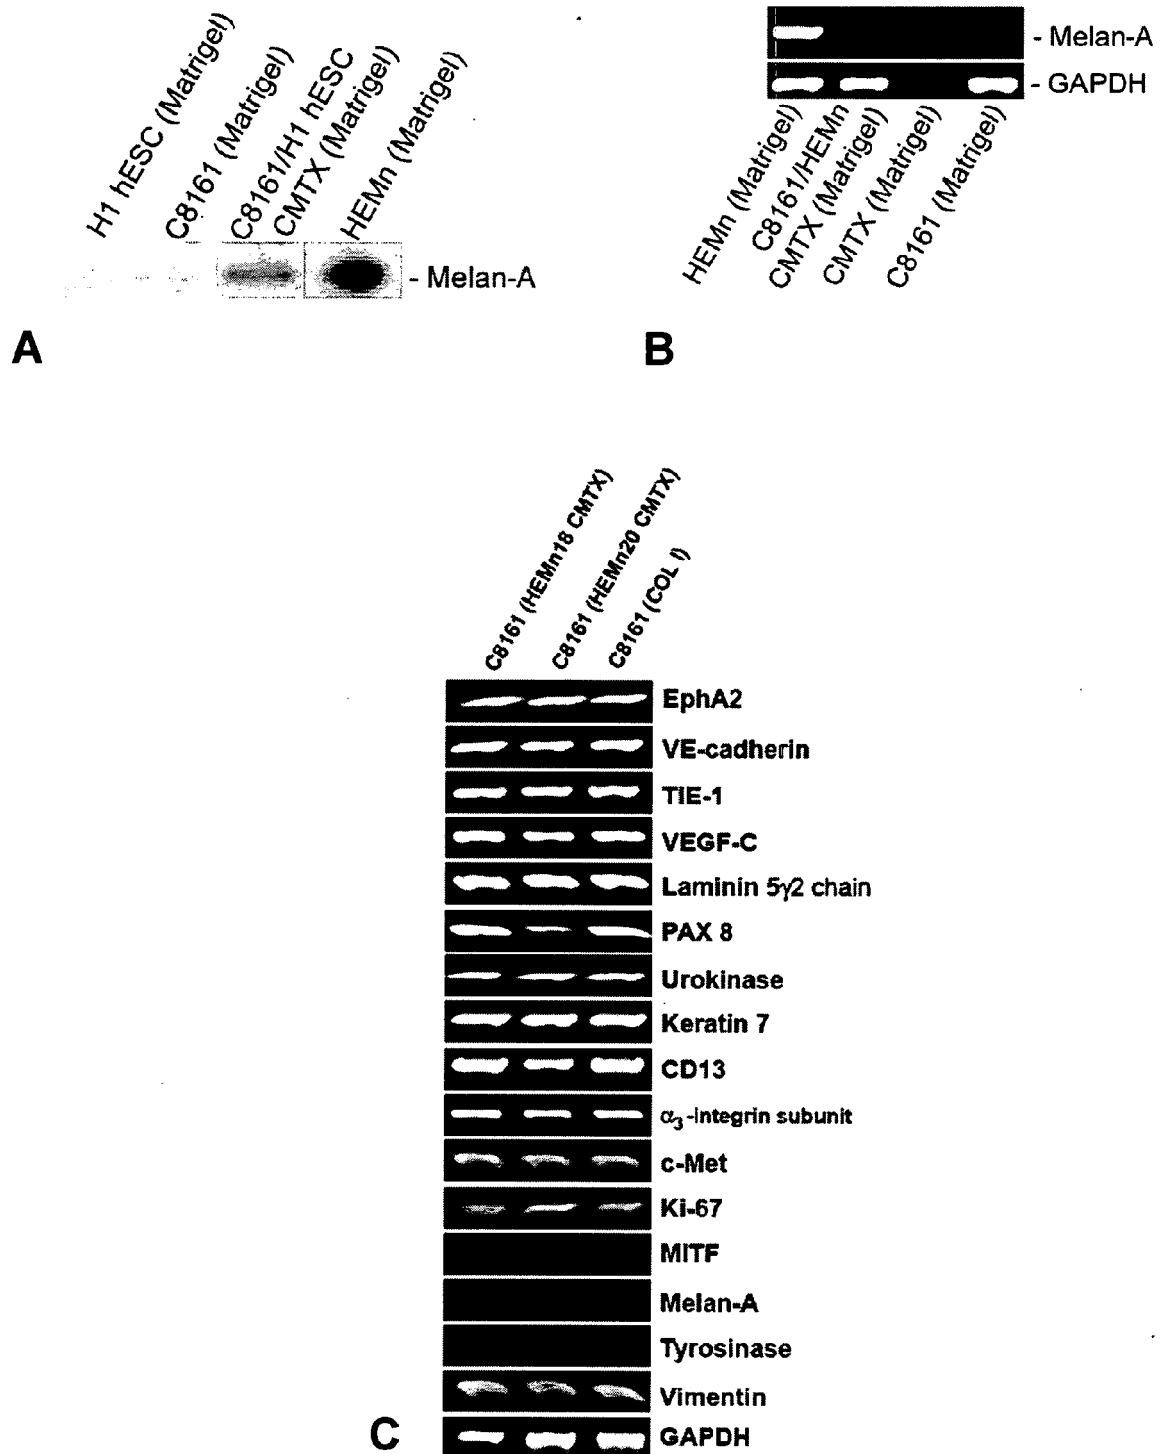 H1 hESC (Matrigel)
C8161 (Matrigel)
C8161/H1 hESC
CMTX (Matrigel)
HEMn (Matrigel)
- Melan-A
A
- Melan-A
- GAPDH
HEMn (Matrigel)
C8161/HEMn
CMTX (Matrigel)
CMTX (Matrigel)
C8161 (Matrigel)
B
C8161 (HEMn18 CMTX)
C8161 (HEMn20 CMTX)
C8161 (COL I)
EphA2
VE-cadherin
TIE-1
VEGF-C
Laminin 5γ2 chain
PAX 8
Urokinase
Keratin 7
CD13
α3-integrin subunit
c-Met
Ki-67
MITF
Melan-A
Tyrosinase
Vimentin
GAPDH
C